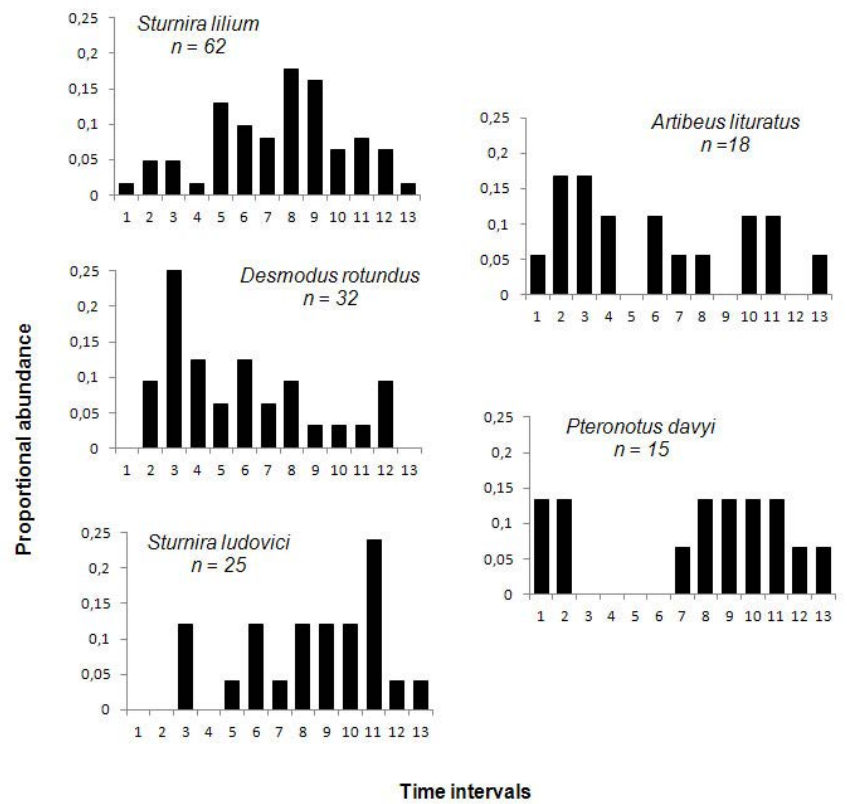 Proportional abundance
0,25
Sturnira lilium
n = 62
0,2
0,15
0,1
0,05
0
1 2 3 4 5 6 7 8 9 10 11 12 13
0,25
Desmodus rotundus
n = 32
0,2
0,15
0,1
0,05
0
1 2 3 4 5 6 7 8 9 10 11 12 13
0,25
Sturnira ludovici
n = 25
0,2
0,15
0,1
0,05
0
1 2 3 4 5 6 7 8 9 10 11 12 13
0,25
Artibeus lituratus
n =18
0,2
0,15
0,1
0,05
0
1 2 3 4 5 6 7 8 9 10 11 12 13
0,25
Pteronotus davyi
n = 15
0,2
0,15
0,1
0,05
0
1 2 3 4 5 6 7 8 9 10 11 12 13
Time intervals